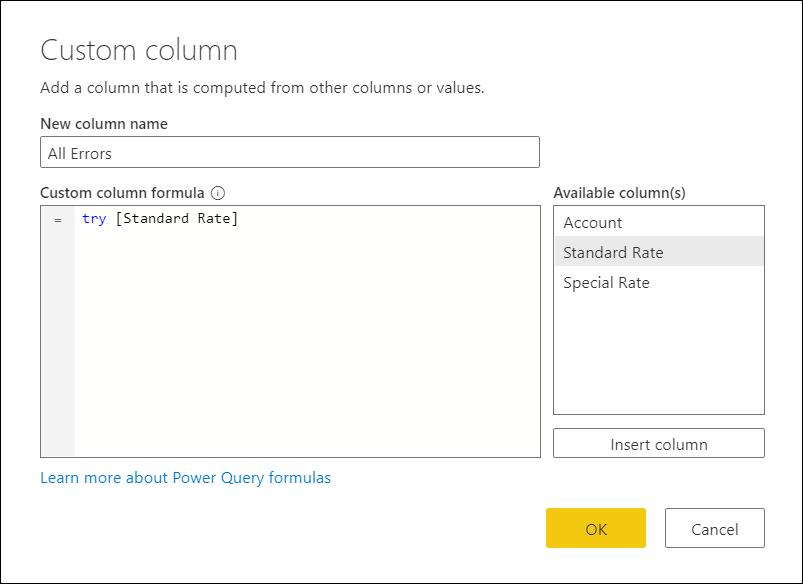 Custom column
Add a column that is computed from other columns or values.
New column name
All Errors
Custom column formula
= try [Standard Rate]
Available column(s)
Account
Standard Rate
Special Rate
Insert column
Learn more about Power Query formulas
OK
Cancel